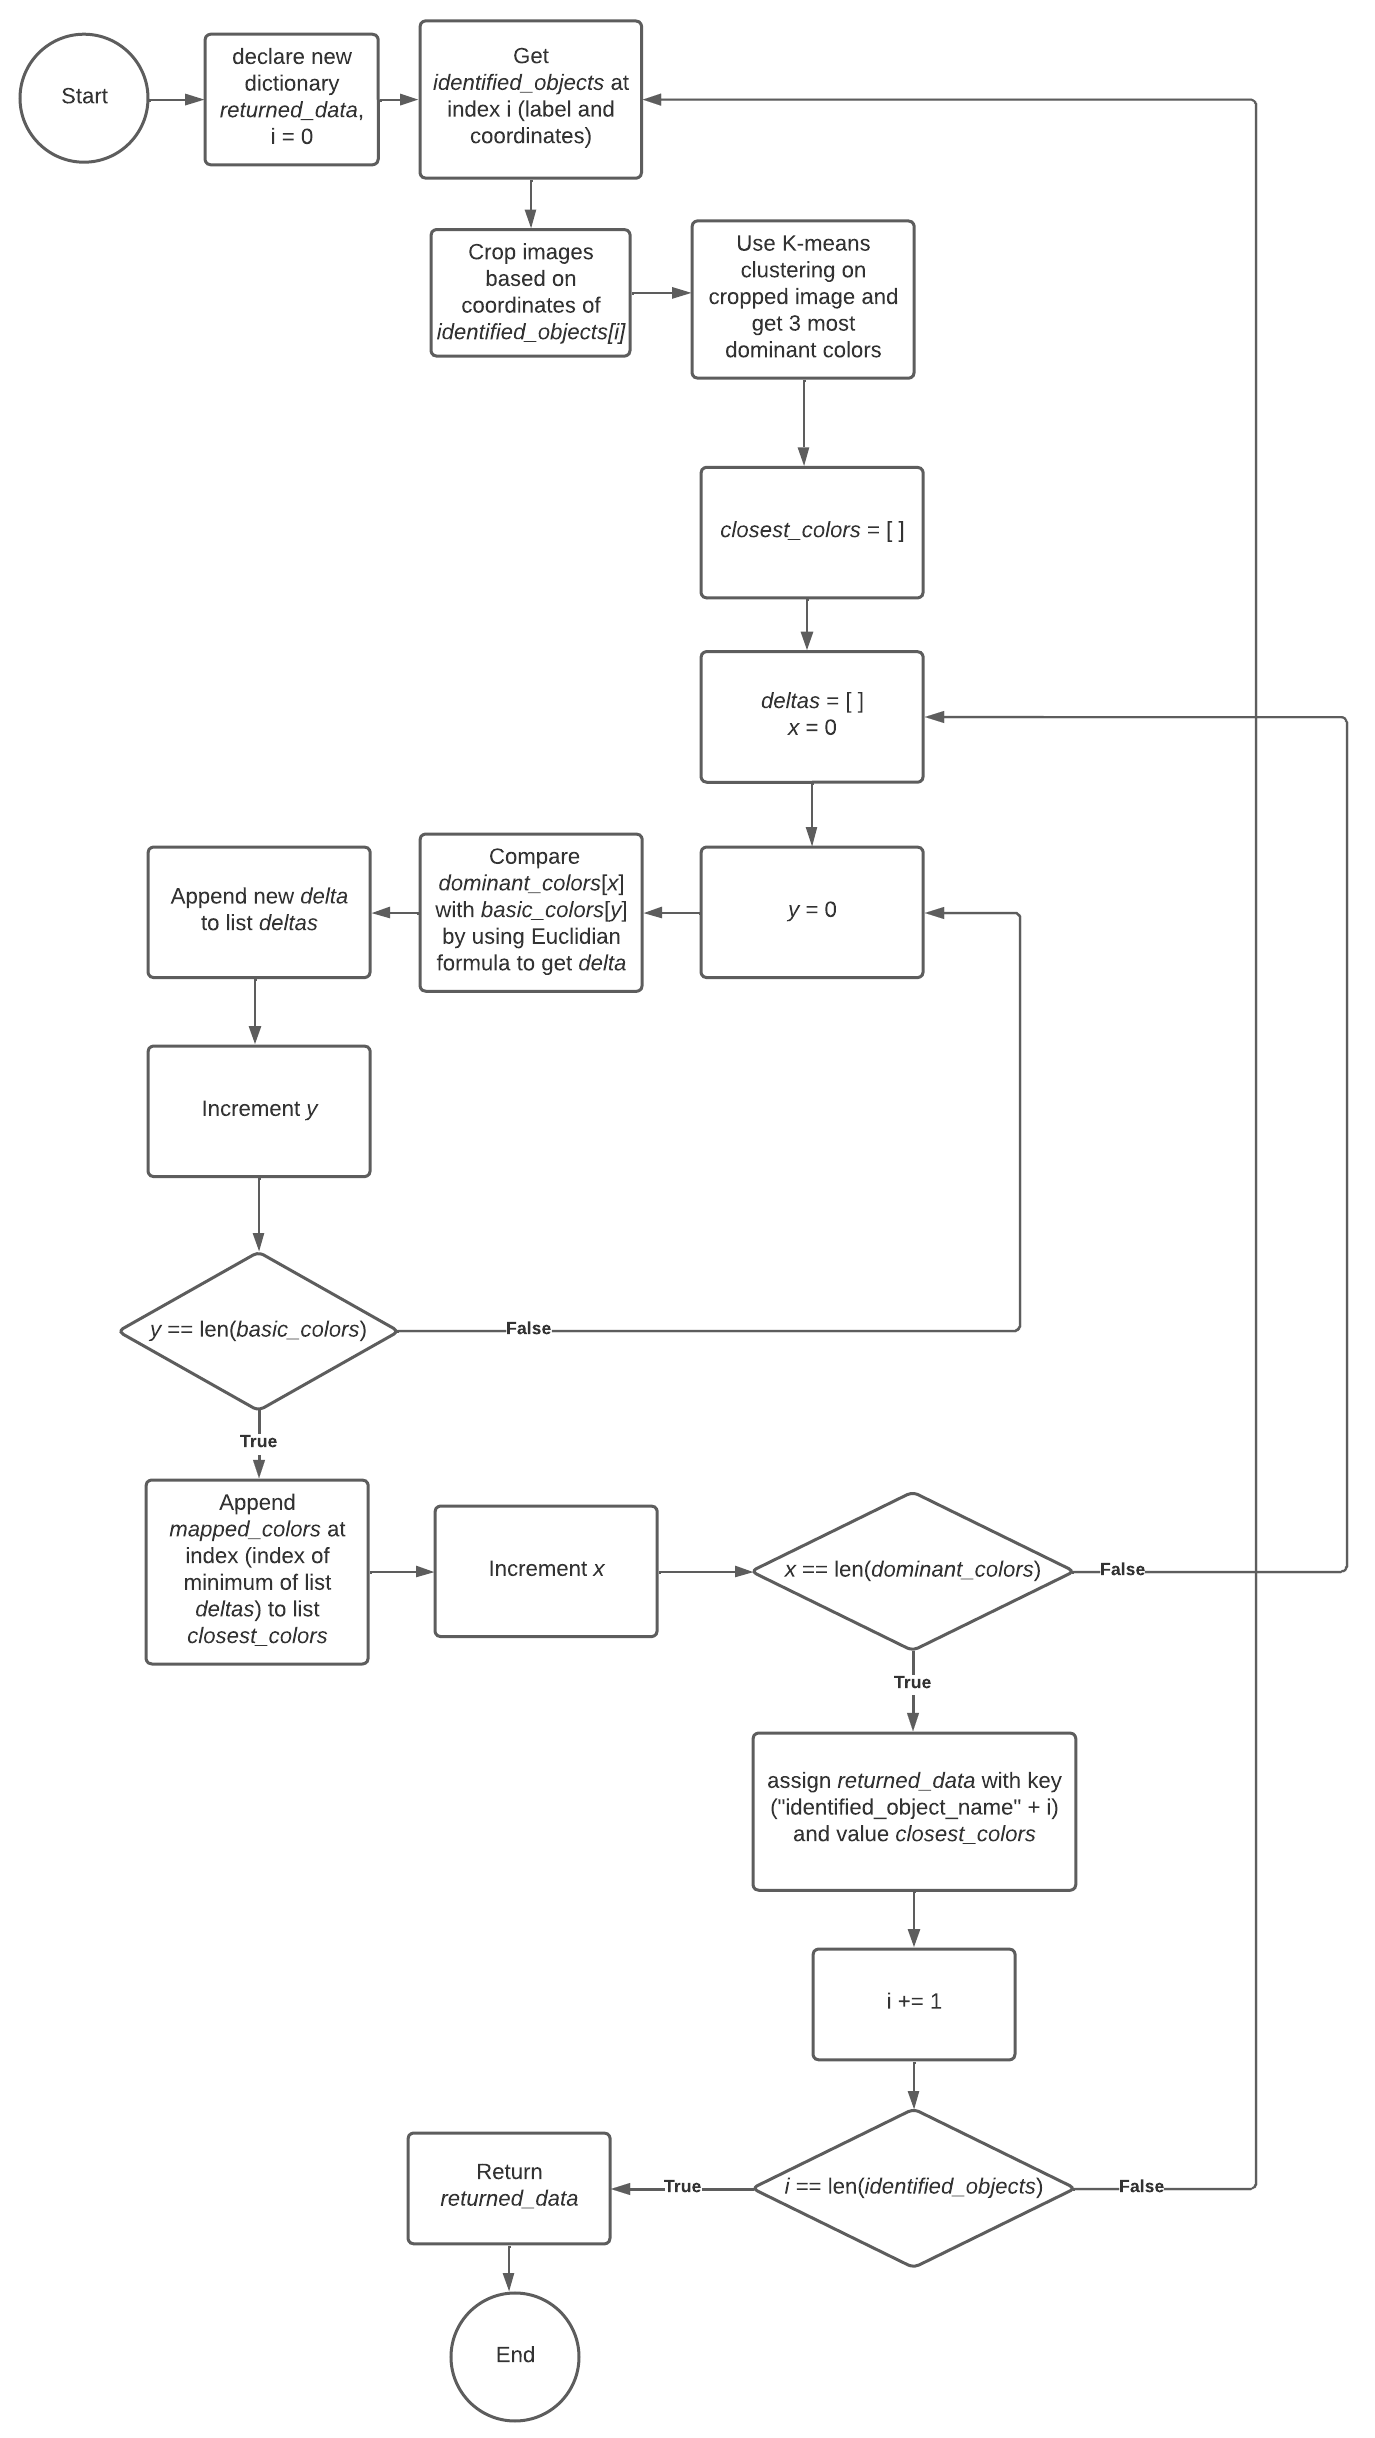 Start
declare new
dictionary
returned_data,
i = 0
Get
identified_objects at
index i (label and
coordinates)
Crop images
based on
coordinates of
identified_objects[i]
Use K-means
clustering on
cropped image and
get 3 most
dominant colors
closest_colors = [ ]
deltas = [ ]
x = 0
y = 0
Compare
dominant_colors[x]
with basic_colors[y]
by using Euclidian
formula to get delta
Append new delta
to list deltas
Increment y
y == len(basic_colors)
False
True
Append
mapped_colors at
index (index of
minimum of list
deltas) to list
closest_colors
Increment x
x == len(dominant_colors)
False
True
assign returned_data with key
("identified_object_name" + i)
and value closest_colors
i += 1
i == len(identified_objects)
False
True
Return
returned_data
End